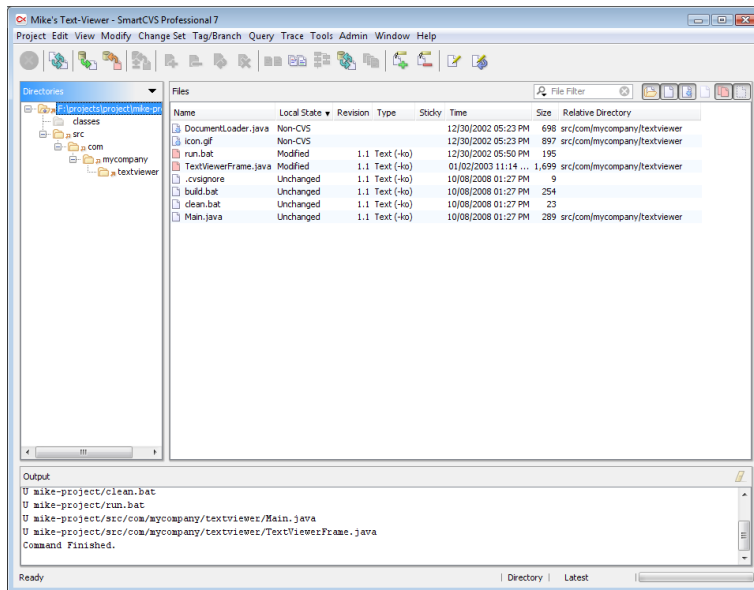 Mike's Text-Viewer - SmartCVS Professional 7
Project Edit View Modify Change Set Tag/Branch Query Trace Tools Admin Window Help
Directories
F:\projects\project\mike-pr
classes
src
com
mycompany
textviewer
Files
File Filter
Name Local State Revision Type Sticky Time Size Relative Directory
DocumentLoader.java Non-CVS 12/30/2002 05:23 PM 698 src/com/mycompany/textviewer
icon.gif Non-CVS 12/30/2002 05:23 PM 897 src/com/mycompany/textviewer
run.bat Modified 1.1 Text (-ko) 12/30/2002 05:50 PM 195
TextViewerFrame.java Modified 1.1 Text (-ko) 01/02/2003 11:14 ... 1,699 src/com/mycompany/textviewer
.cvsignore Unchanged 1.1 Text (-ko) 10/08/2008 01:27 PM 9
build.bat Unchanged 1.1 Text (-ko) 10/08/2008 01:27 PM 254
clean.bat Unchanged 1.1 Text (-ko) 10/08/2008 01:27 PM 23
Main.java Unchanged 1.1 Text (-ko) 10/08/2008 01:27 PM 289 src/com/mycompany/textviewer
Output
U mike-project/clean.bat
U mike-project/run.bat
U mike-project/src/com/mycompany/textviewer/Main.java
U mike-project/src/com/mycompany/textviewer/TextViewerFrame.java
Command Finished.
Ready Directory Latest